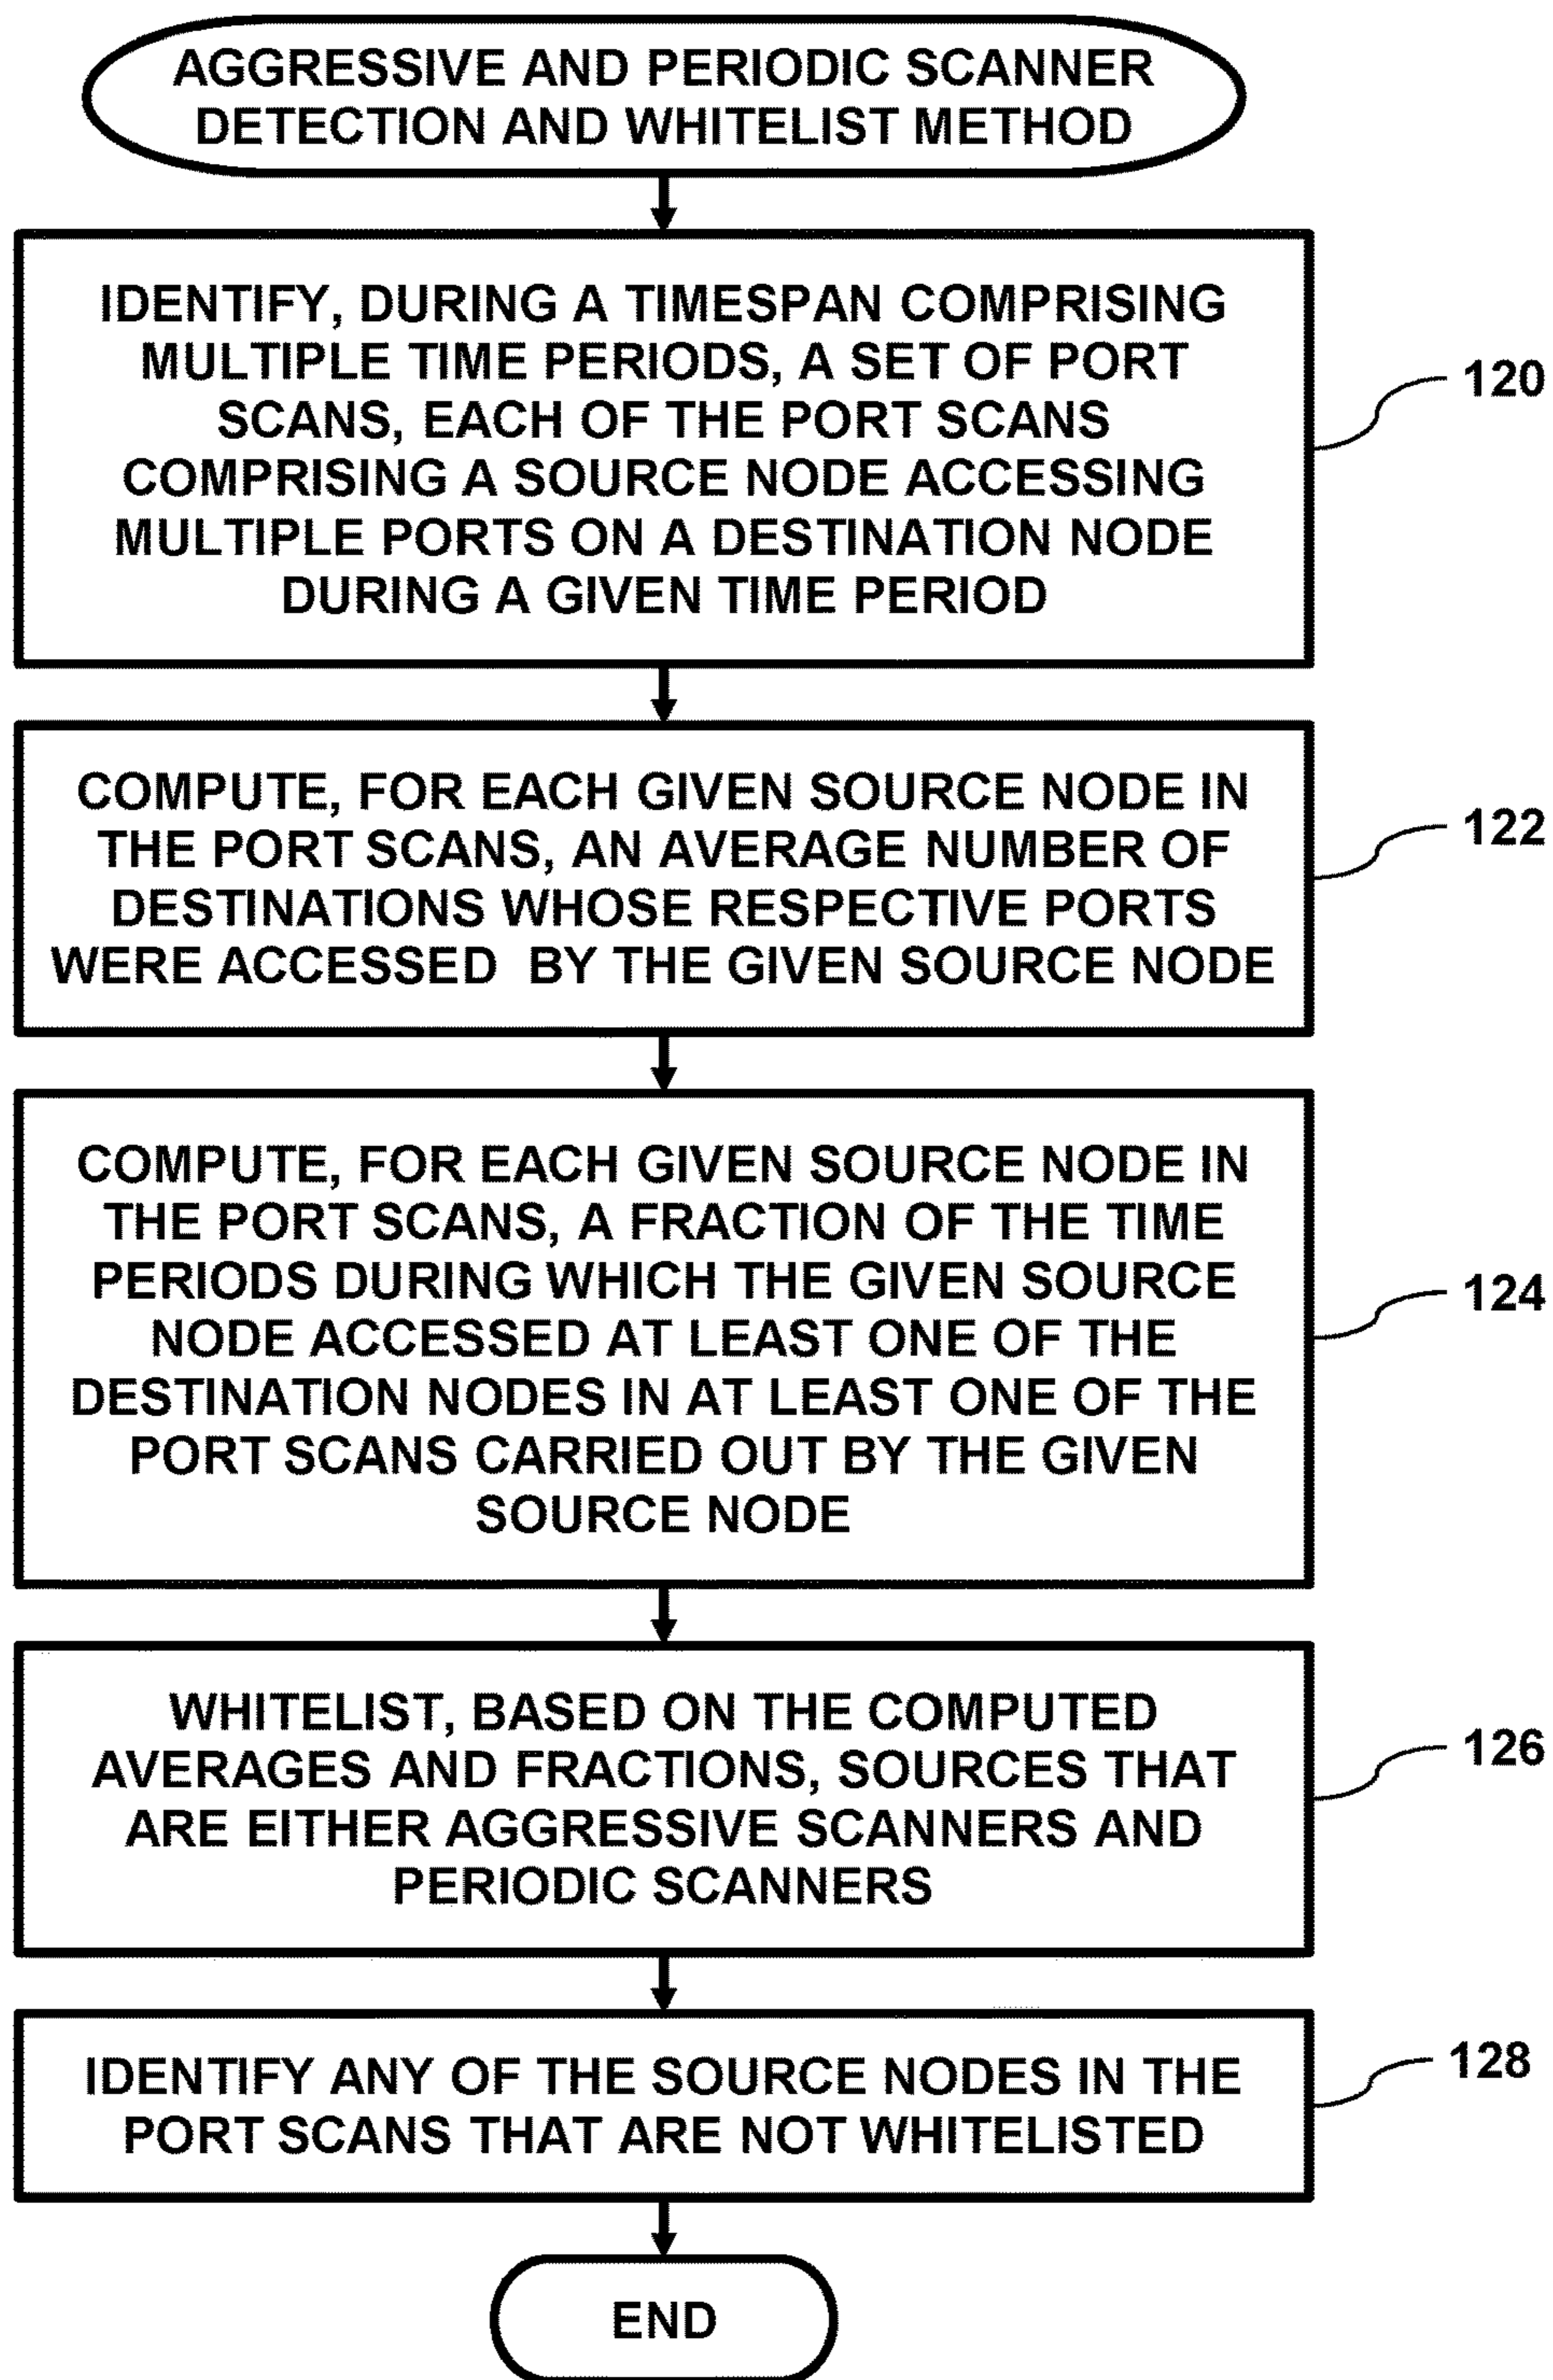 AGGRESSIVE AND PERIODIC SCANNER
DETECTION AND WHITELIST METHOD
IDENTIFY, DURING A TIMESPAN COMPRISING
MULTIPLE TIME PERIODS, A SET OF PORT
SCANS, EACH OF THE PORT SCANS
COMPRISING A SOURCE NODE ACCESSING
MULTIPLE PORTS ON A DESTINATION NODE
DURING A GIVEN TIME PERIOD
120
COMPUTE, FOR EACH GIVEN SOURCE NODE IN
THE PORT SCANS, AN AVERAGE NUMBER OF
DESTINATIONS WHOSE RESPECTIVE PORTS
WERE ACCESSED BY THE GIVEN SOURCE NODE
122
COMPUTE, FOR EACH GIVEN SOURCE NODE IN
THE PORT SCANS, A FRACTION OF THE TIME
PERIODS DURING WHICH THE GIVEN SOURCE
NODE ACCESSED AT LEAST ONE OF THE
DESTINATION NODES IN AT LEAST ONE OF THE
PORT SCANS CARRIED OUT BY THE GIVEN
SOURCE NODE
124
WHITELIST, BASED ON THE COMPUTED
AVERAGES AND FRACTIONS, SOURCES THAT
ARE EITHER AGGRESSIVE SCANNERS AND
PERIODIC SCANNERS
126
IDENTIFY ANY OF THE SOURCE NODES IN THE
PORT SCANS THAT ARE NOT WHITELISTED
128
END